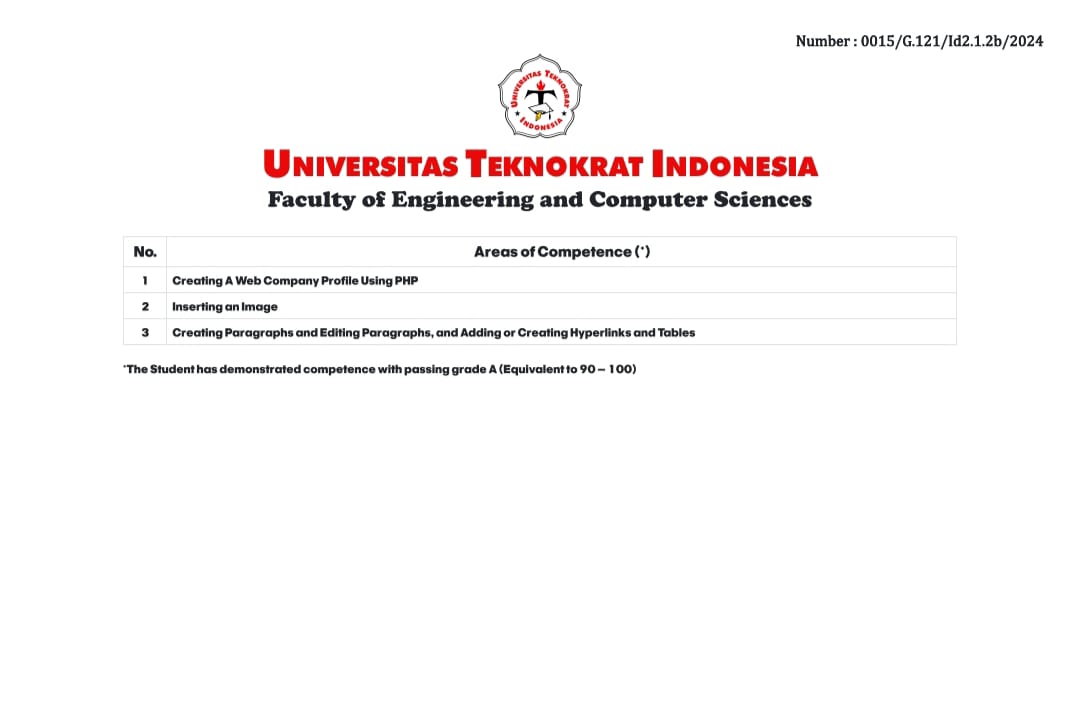 Number : 0015/G.121/Id2.1.2b/2024
UNIVERSITAS TEKNOKRAT
INDONESIA
UNIVERSITAS TEKNOKRAT INDONESIA
Faculty of Engineering and Computer Sciences
No. Areas of Competence (*)
1 Creating A Web Company Profile Using PHP
2 Inserting an Image
3 Creating Paragraphs and Editing Paragraphs, and Adding or Creating Hyperlinks and Tables
*The Student has demonstrated competence with passing grade A (Equivalent to 90 – 100)